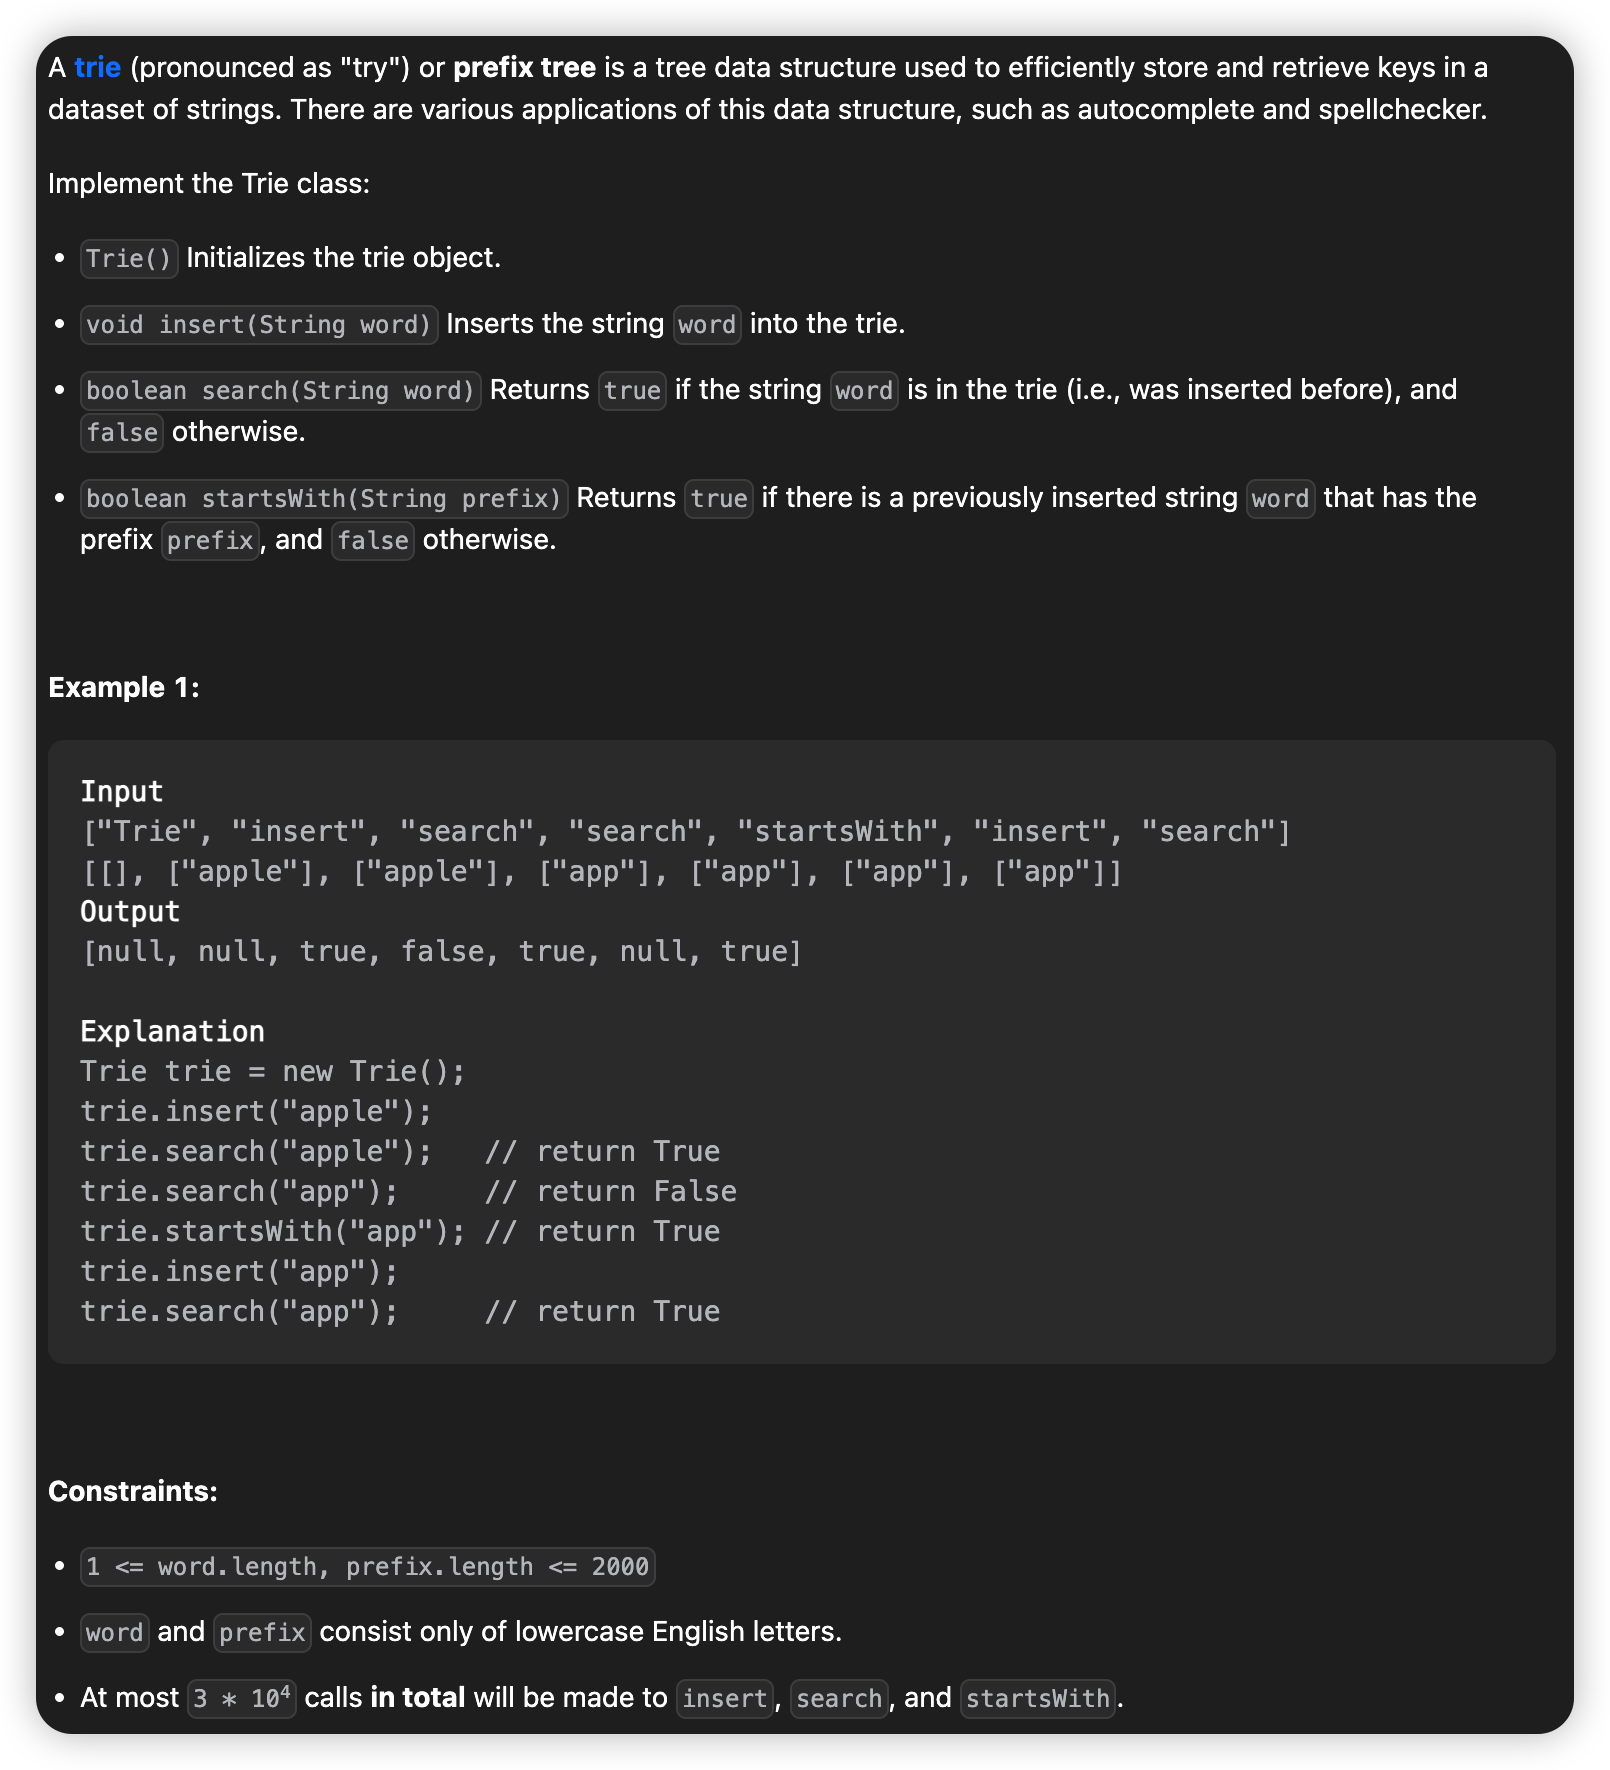 A trie (pronounced as "try") or prefix tree is a tree data structure used to efficiently store and retrieve keys in a
dataset of strings. There are various applications of this data structure, such as autocomplete and spellchecker.
Implement the Trie class:
• Trie() Initializes the trie object.
• void insert(String word) Inserts the string word into the trie.
• boolean search(String word) Returns true if the string word is in the trie (i.e., was inserted before), and
false otherwise.
• boolean startsWith(String prefix) Returns true if there is a previously inserted string word that has the
prefix prefix, and false otherwise.
Example 1:
Input
["Trie", "insert", "search", "search", "startsWith", "insert", "search"]
[[], ["apple"], ["apple"], ["app"], ["app"], ["app"], ["app"]]
Output
[null, null, true, false, true, null, true]
Explanation
Trie trie = new Trie();
trie.insert("apple");
trie.search("apple");   // return True
trie.search("app");     // return False
trie.startsWith("app"); // return True
trie.insert("app");
trie.search("app");     // return True
Constraints:
• 1 <= word.length, prefix.length <= 2000
• word and prefix consist only of lowercase English letters.
• At most 3 * 10⁴ calls in total will be made to insert, search, and startsWith.